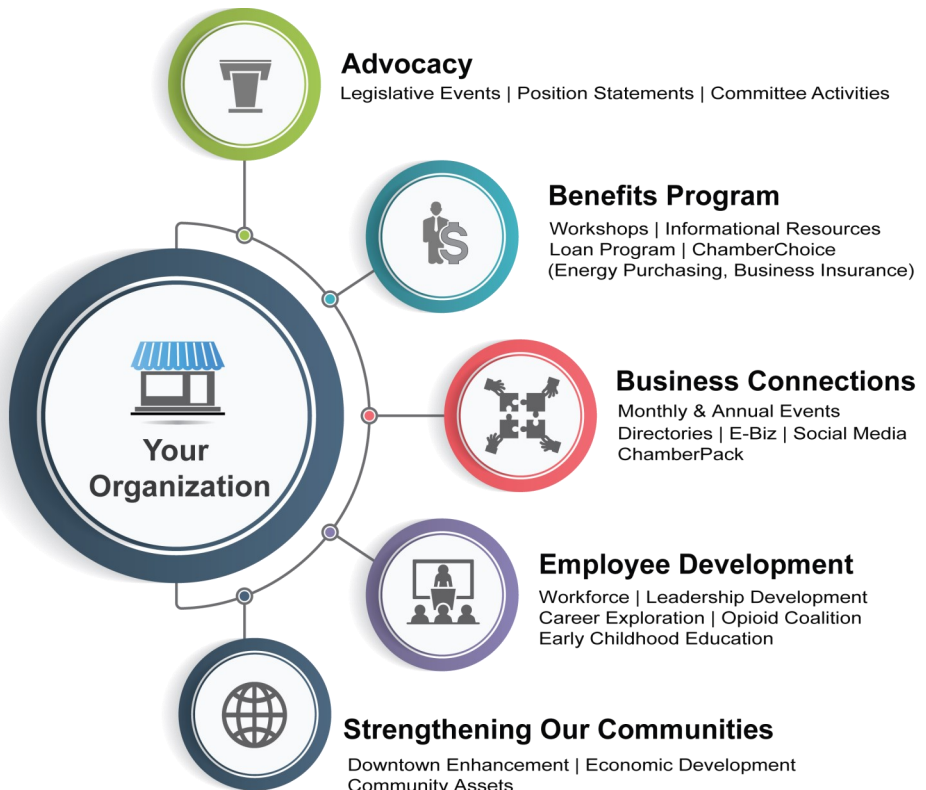 Advocacy
Legislative Events | Position Statements | Committee Activities
Benefits Program
Workshops | Informational Resources
Loan Program | ChamberChoice
(Energy Purchasing, Business Insurance)
Your
Organization
Business Connections
Monthly & Annual Events
Directories | E-Biz | Social Media
ChamberPack
Employee Development
Workforce | Leadership Development
Career Exploration | Opioid Coalition
Early Childhood Education
Strengthening Our Communities
Downtown Enhancement | Economic Development
Community Assets